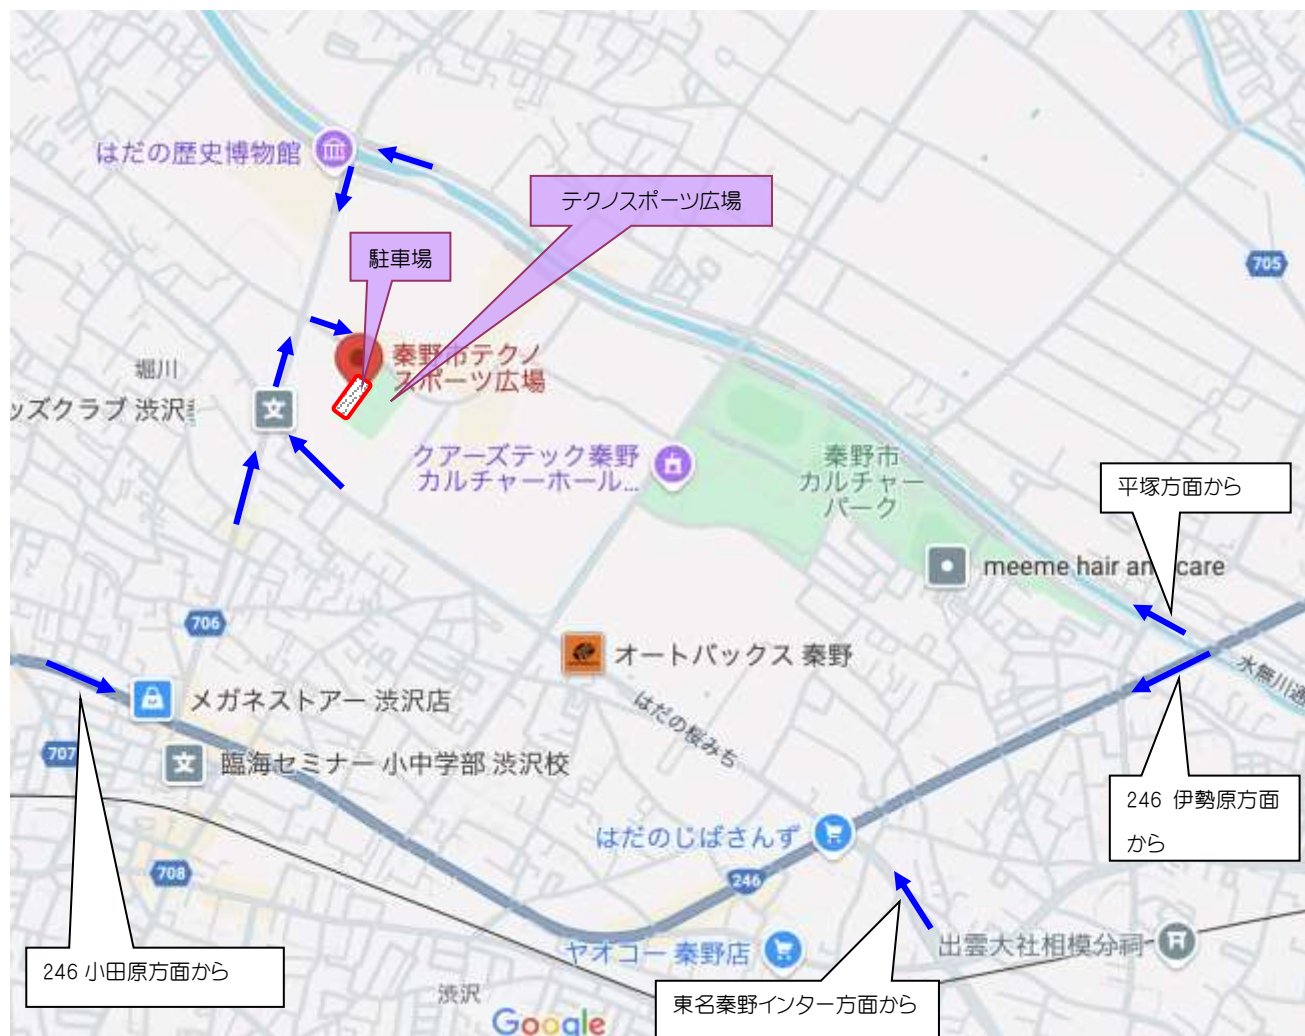 はだの歴史博物館
テクノスポーツ広場
駐車場
705
秦野市テクノ
スポーツ広場
堀川
ッズクラブ 渋沢
クアーズテック秦野
カルチャーホール...
秦野市
カルチャー
パーク
平塚方面から
meeme hair an care
706
オートバックス 秦野
水無川通
メガネストアー 渋沢店
はだの桜みち
707
臨海セミナー 小中学部 渋沢校
246 伊勢原方面
から
はだのじばさんず
708
246
246 小田原方面から
ヤオコー 秦野店
出雲大社相模分祠
渋沢
東名秦野インター方面から
Google